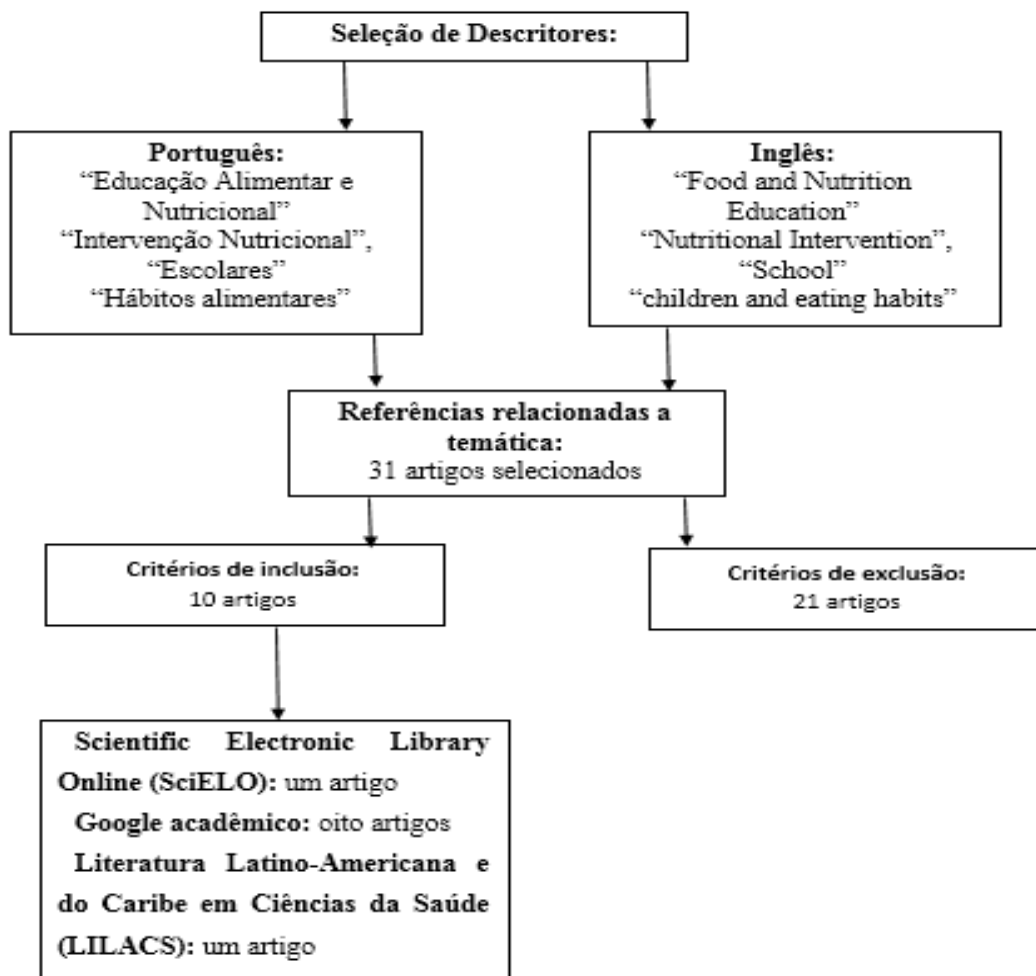 Seleção de Descritores:
Português:
“Educação Alimentar e
Nutricional”
“Intervenção Nutricional”,
“Escolares”
“Hábitos alimentares”
Inglês:
“Food and Nutrition
Education”
“Nutritional Intervention”,
“School”
“children and eating habits”
Referências relacionadas a
temática:
31 artigos selecionados
Critérios de inclusão:
10 artigos
Critérios de exclusão:
21 artigos
Scientific Electronic Library
Online (SciELO): um artigo
Google acadêmico: oito artigos
Literatura Latino-Americana e
do Caribe em Ciências da Saúde
(LILACS): um artigo